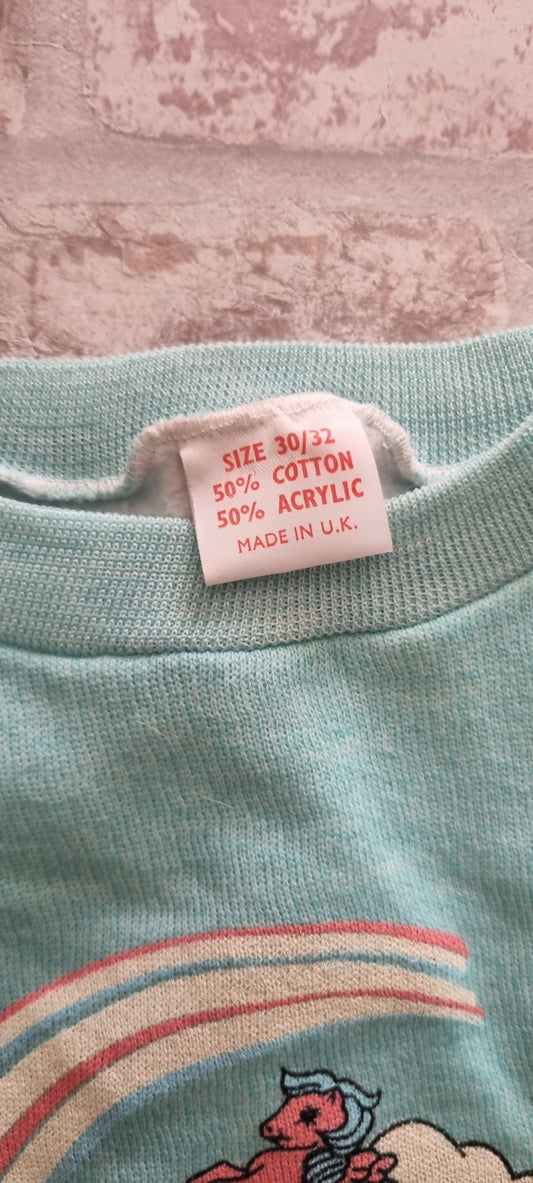 SIZE 30/32
50% COTTON
50% ACRYLIC
MADE IN U.K.